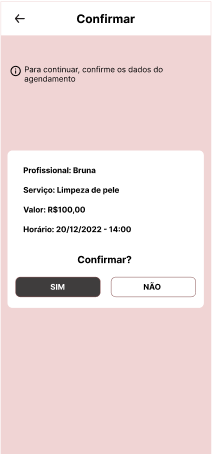 Confirmar
Para continuar, confirme os dados do
agendamento
Profissional: Bruna
Serviço: Limpeza de pele
Valor: R$100,00
Horário: 20/12/2022 - 14:00
Confirmar?
SIM
NÃO